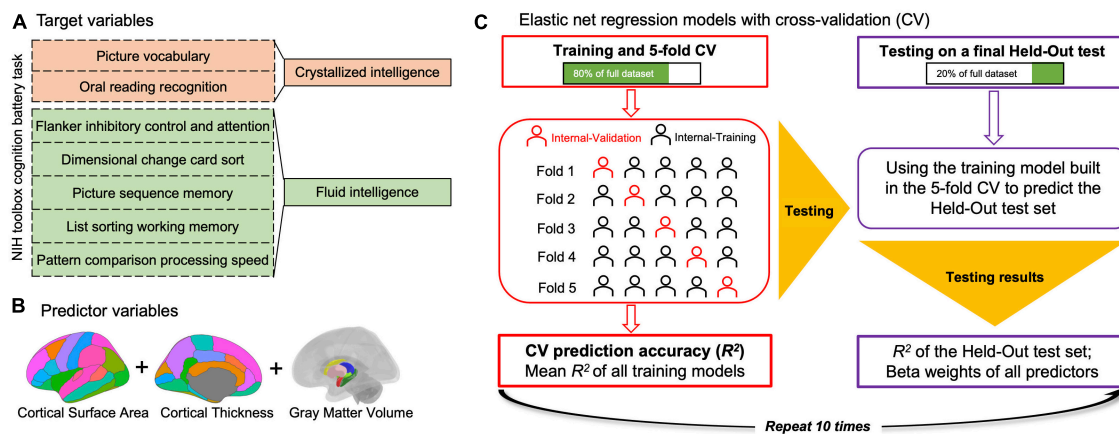 A Target variables
NIH toolbox cognition battery task
Picture vocabulary
Oral reading recognition
Crystallized intelligence
Flanker inhibitory control and attention
Dimensional change card sort
Picture sequence memory
List sorting working memory
Pattern comparison processing speed
Fluid intelligence
B Predictor variables
+ +
Cortical Surface Area Cortical Thickness Gray Matter Volume
C Elastic net regression models with cross-validation (CV)
Training and 5-fold CV
80% of full dataset
Internal-Validation Internal-Training
Fold 1
Fold 2
Fold 3
Fold 4
Fold 5
CV prediction accuracy (R²)
Mean R² of all training models
Testing
Testing on a final Held-Out test
20% of full dataset
Using the training model built
in the 5-fold CV to predict the
Held-Out test set
Testing results
R² of the Held-Out test set;
Beta weights of all predictors
Repeat 10 times